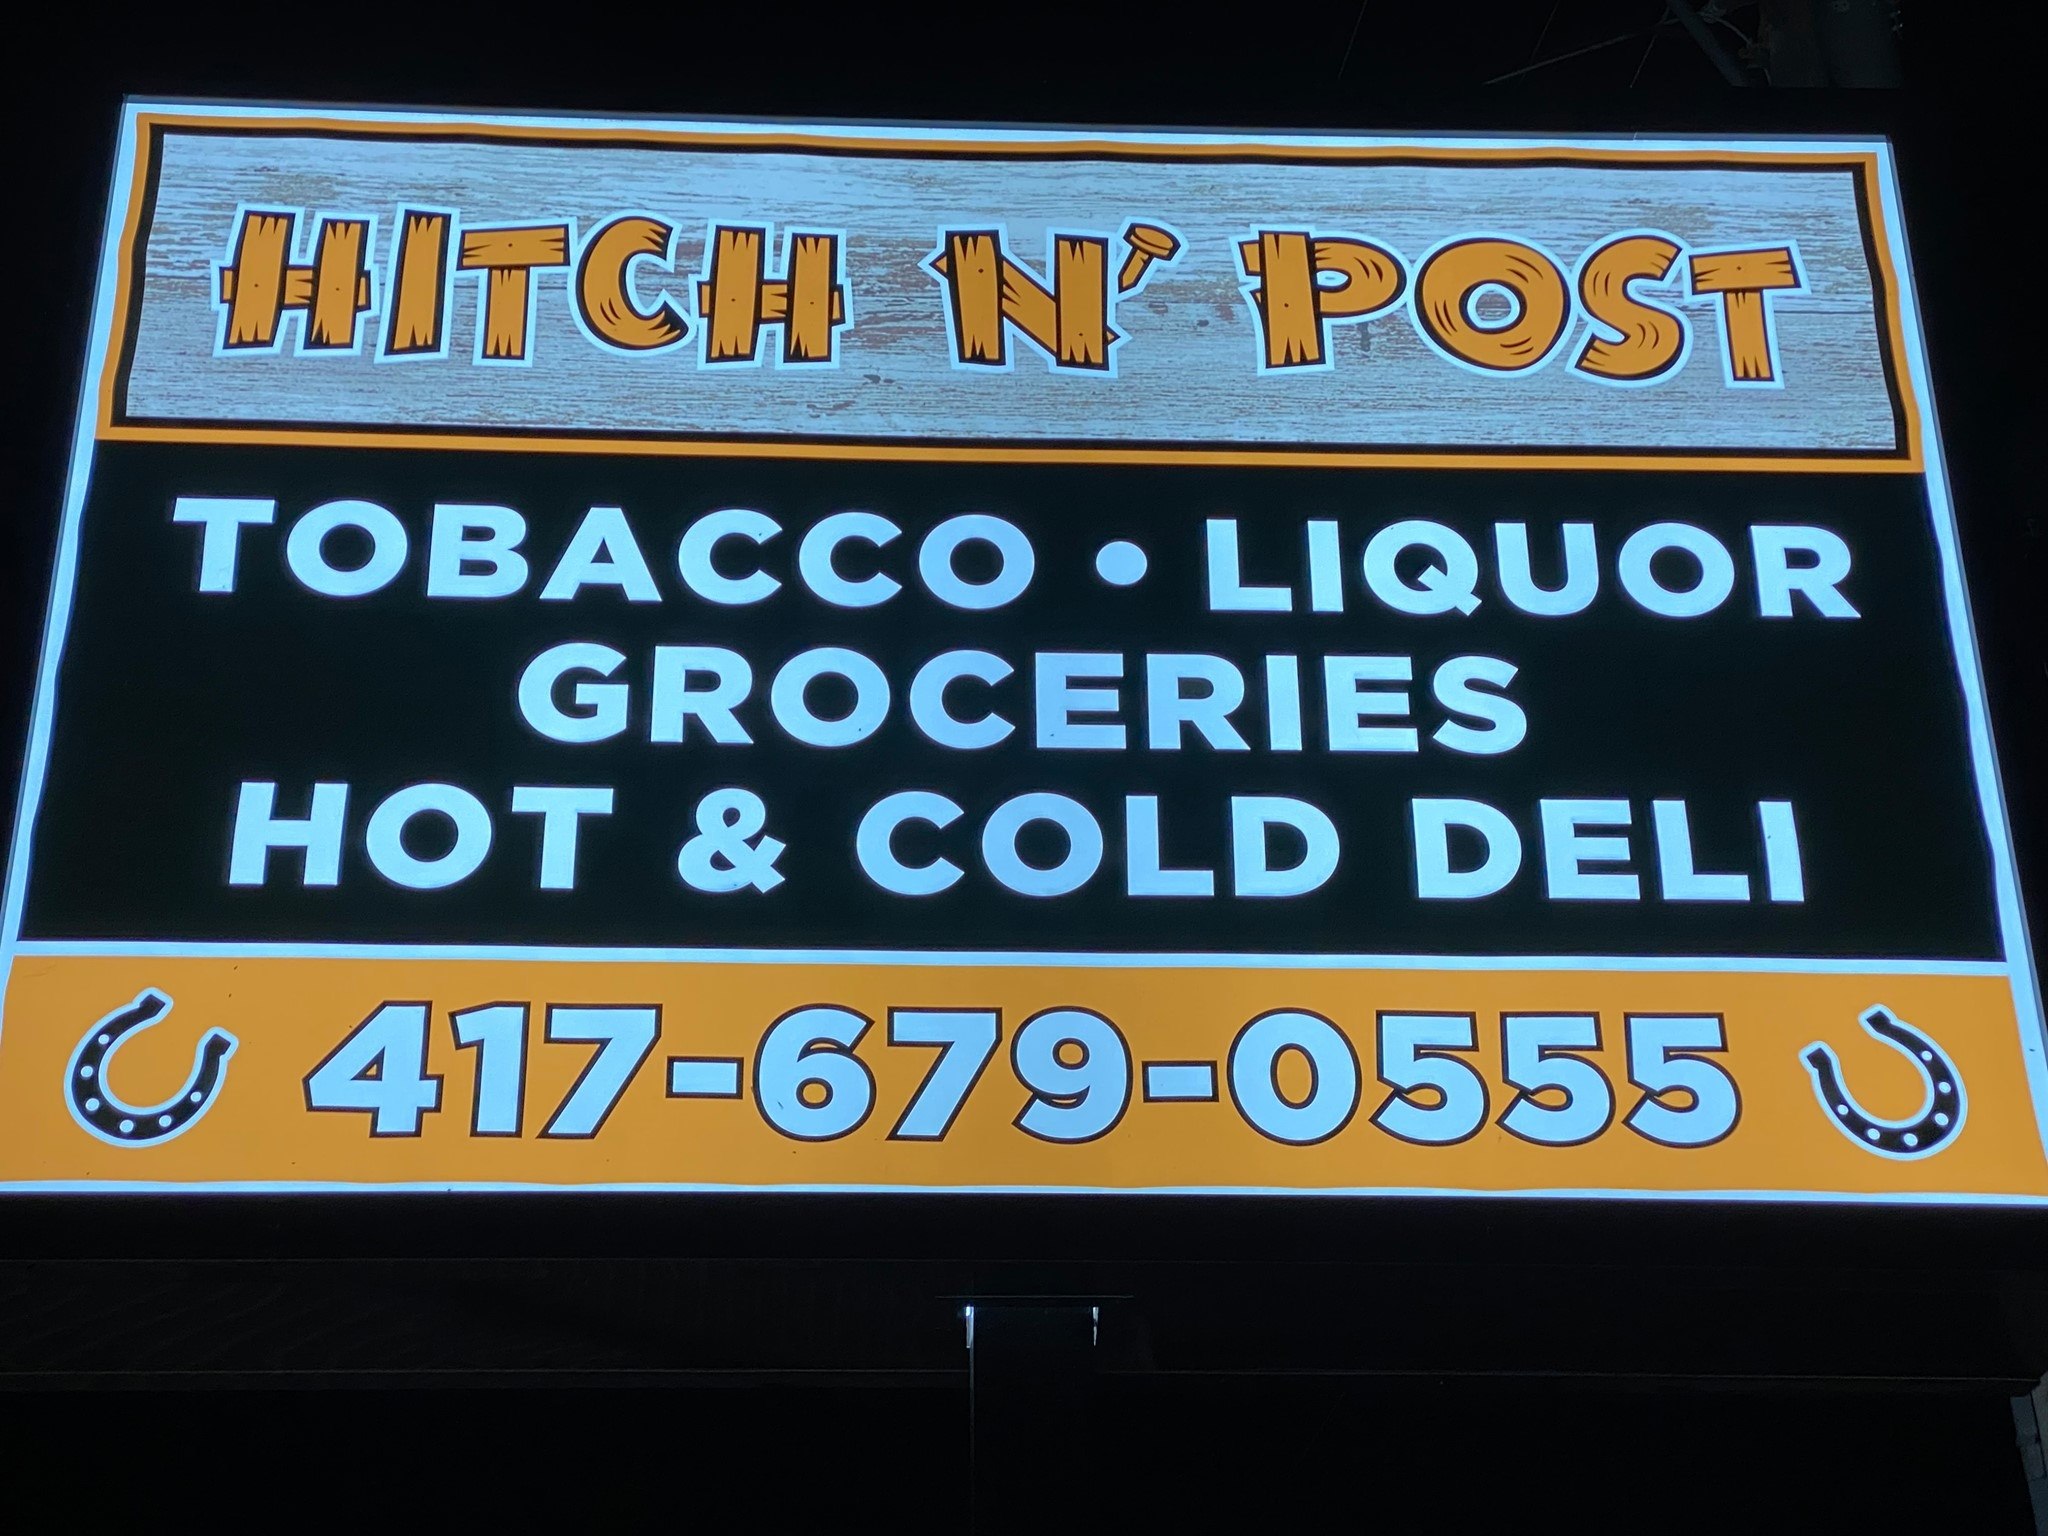 HITCH N' POST
TOBACCO • LIQUOR
GROCERIES
HOT & COLD DELI
417-679-0555